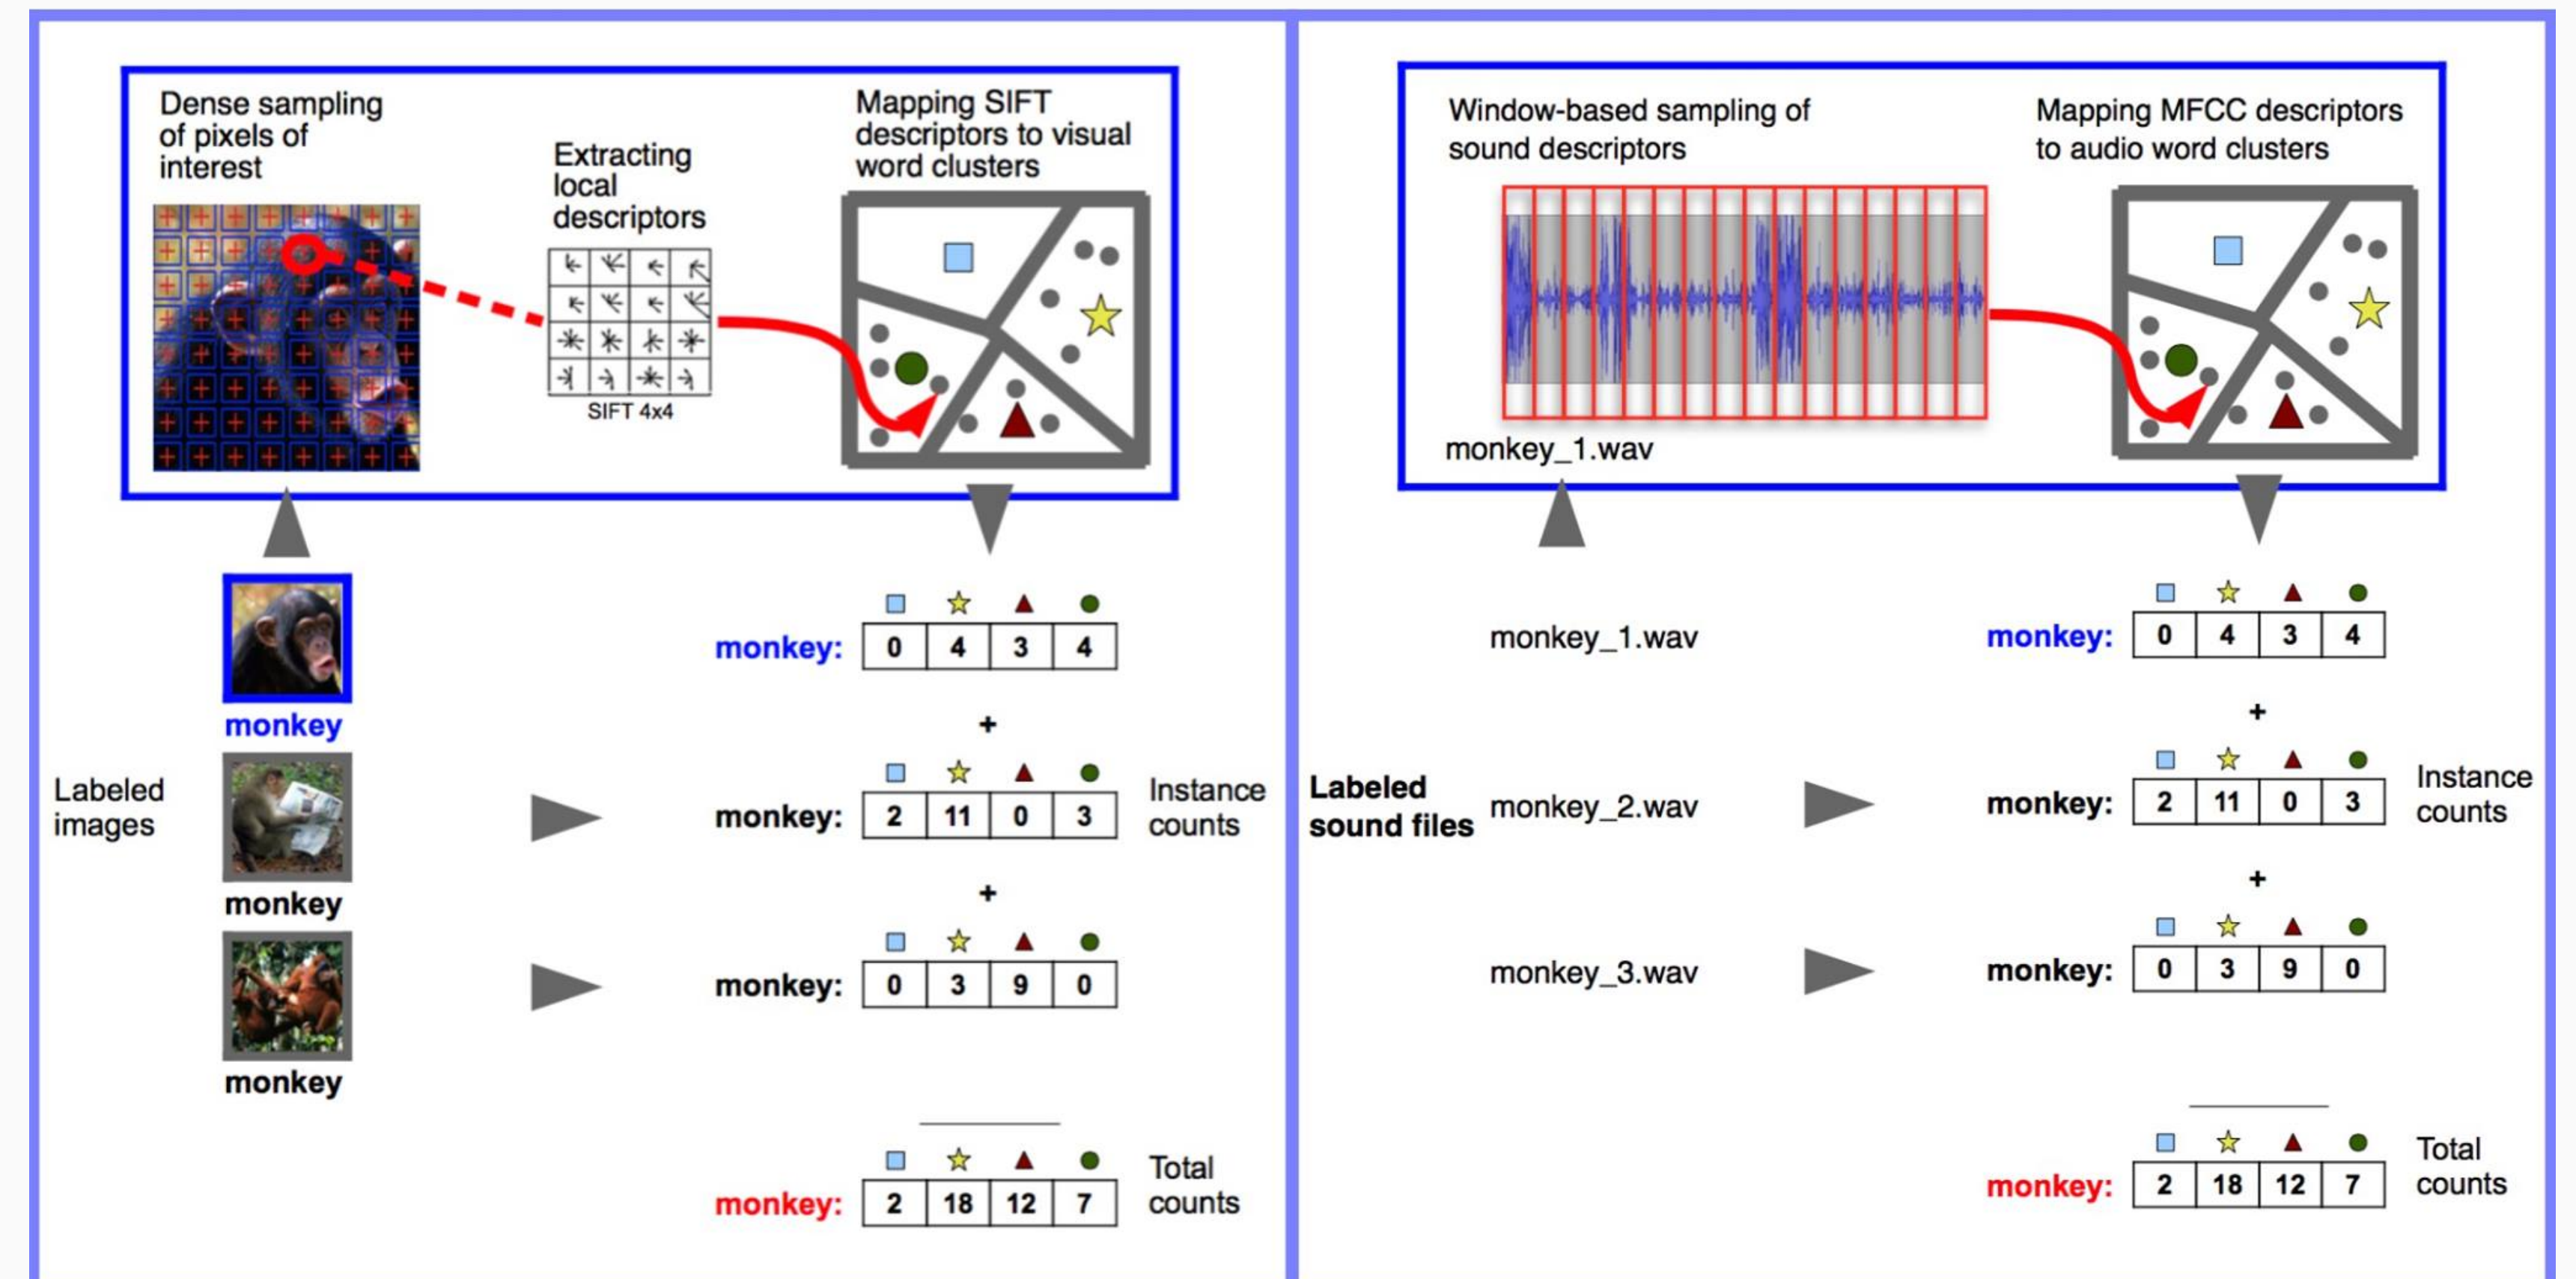 Dense sampling
of pixels of
interest
Extracting
local
descriptors
SIFT 4x4
Mapping SIFT
descriptors to visual
word clusters
monkey
monkey
monkey
Labeled
images
monkey: 0 4 3 4
+
monkey: 2 11 0 3
Instance
counts
+
monkey: 0 3 9 0
monkey: 2 18 12 7
Total
counts
Window-based sampling of
sound descriptors
monkey_1.wav
Mapping MFCC descriptors
to audio word clusters
Labeled
sound files
monkey_1.wav
monkey_2.wav
monkey_3.wav
monkey: 0 4 3 4
+
monkey: 2 11 0 3
Instance
counts
+
monkey: 0 3 9 0
monkey: 2 18 12 7
Total
counts